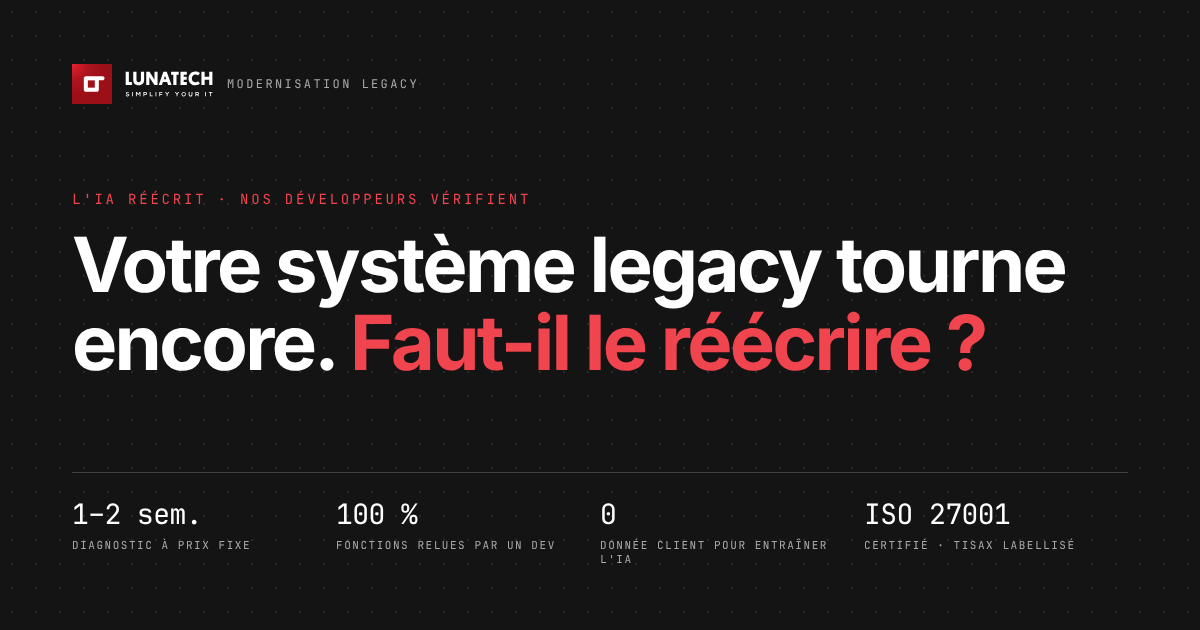 LUNATECH
SIMPLIFY YOUR IT
MODERNISATION LEGACY
L'IA RÉÉCRIT · NOS DÉVELOPPEURS VÉRIFIENT
Votre système legacy tourne
encore. Faut-il le réécrire ?
1–2 sem.
DIAGNOSTIC À PRIX FIXE
100 %
FONCTIONS RELUES PAR UN DEV
0
DONNÉE CLIENT POUR ENTRAÎNER
L'IA
ISO 27001
CERTIFIÉ · TISAX LABELLISÉ